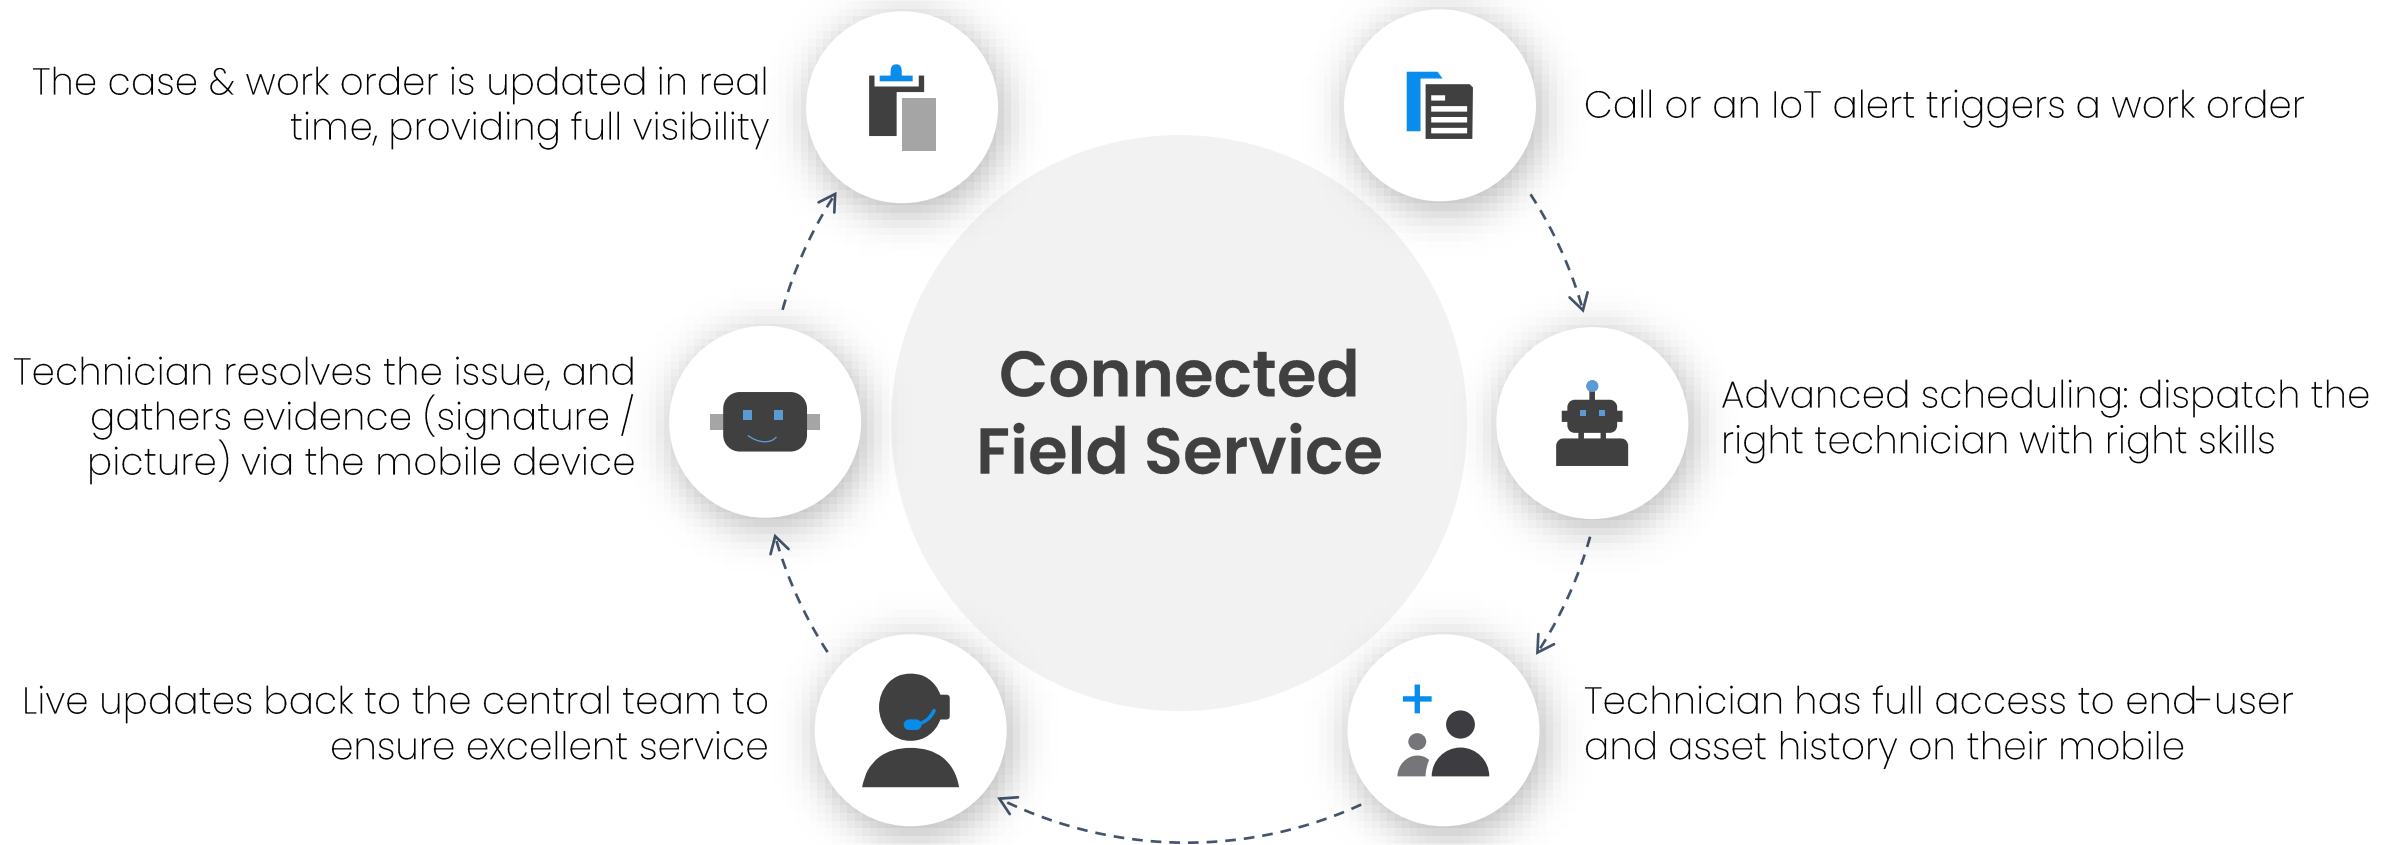 The case & work order is updated in real
time, providing full visibility
Call or an IoT alert triggers a work order
Connected
Field Service
Technician resolves the issue, and
gathers evidence (signature /
picture) via the mobile device
Advanced scheduling: dispatch the
right technician with right skills
Live updates back to the central team to
ensure excellent service
Technician has full access to end-user
and asset history on their mobile